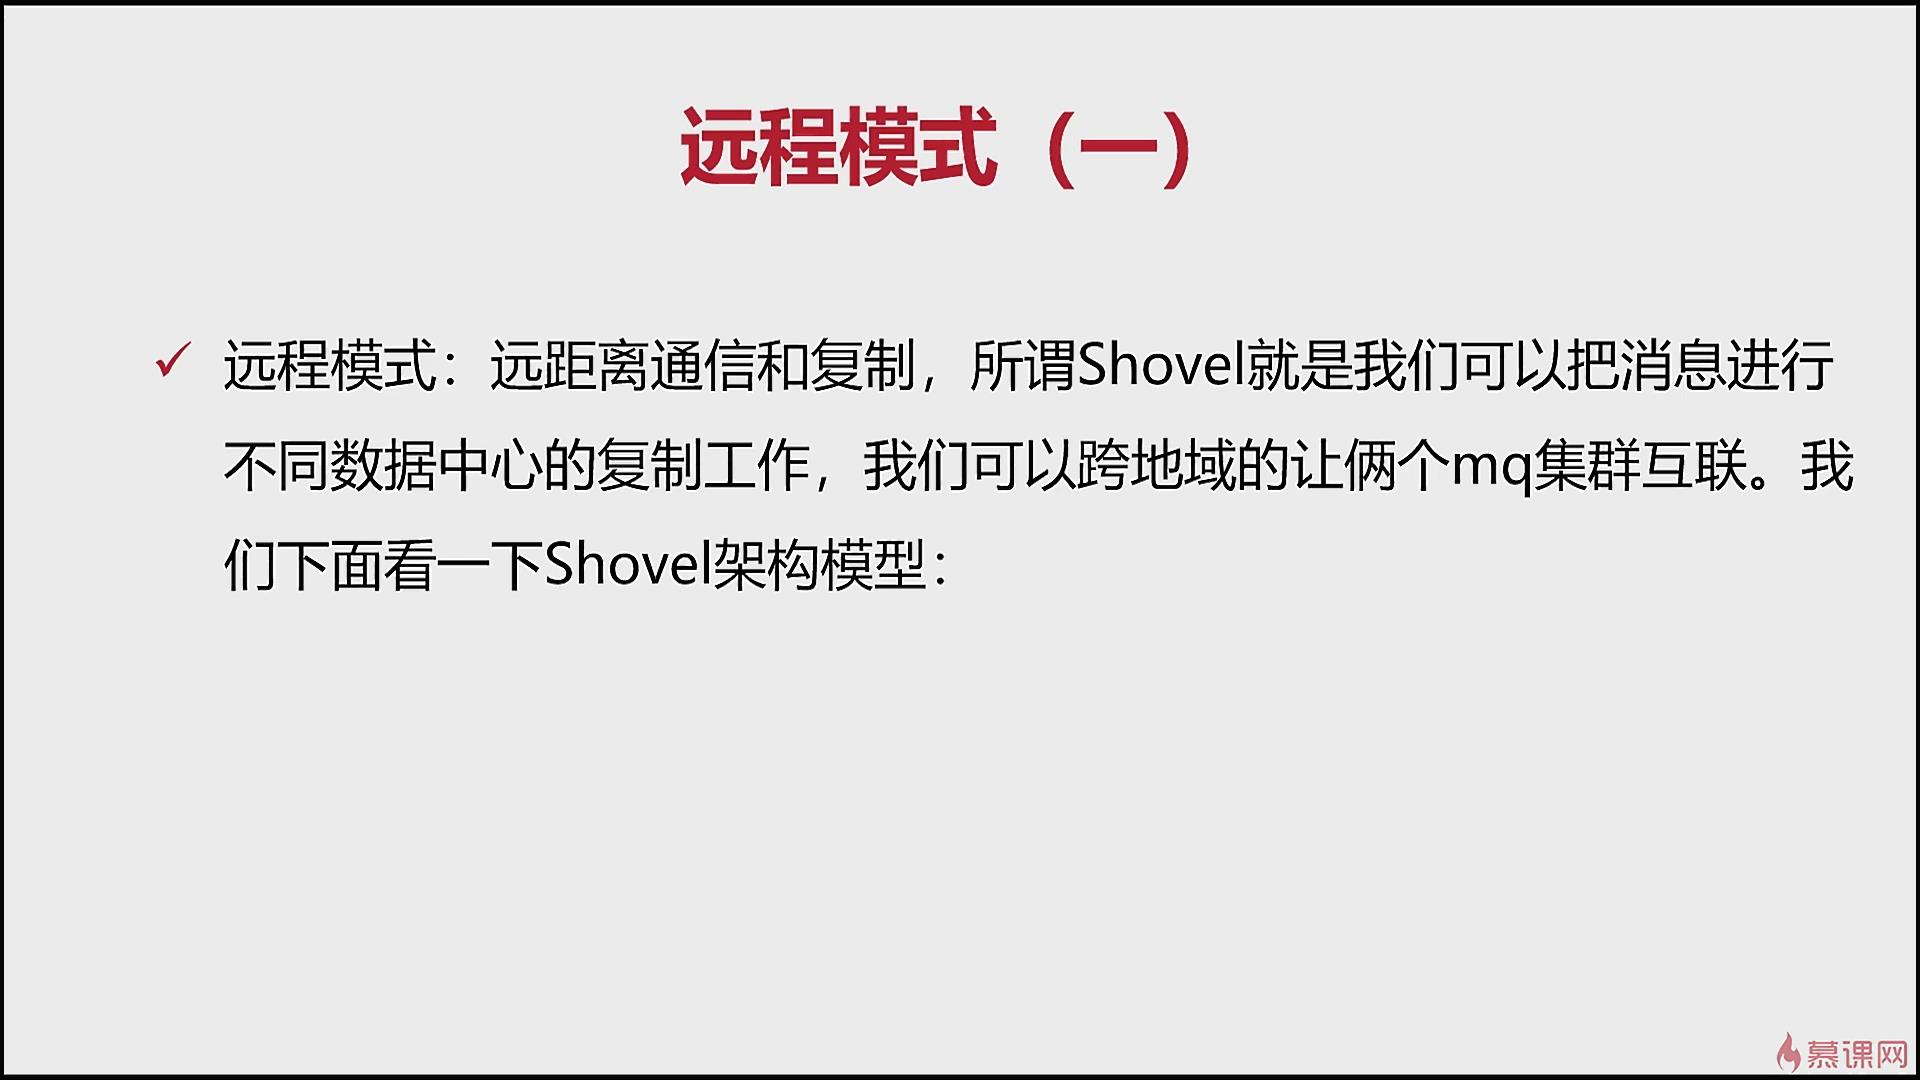 远程模式（一）
远程模式：远距离通信和复制，所谓Shovel就是我们可以把消息进行
不同数据中心的复制工作，我们可以跨地域的让俩个mq集群互联。我
们下面看一下Shovel架构模型：
慕课网